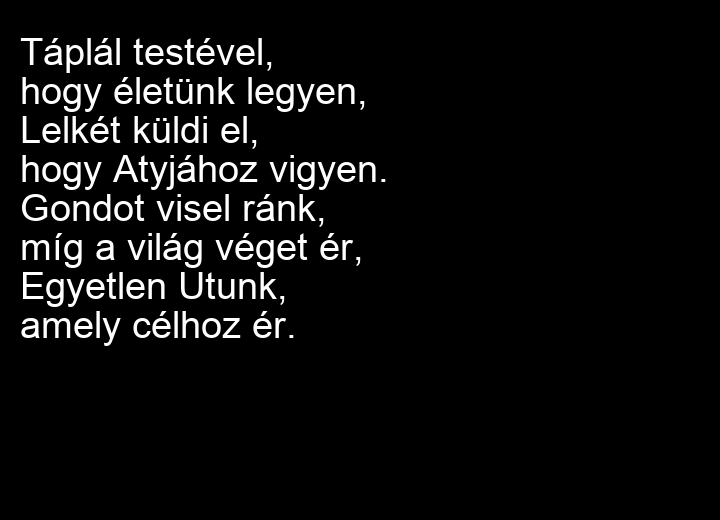 Táplál testével,
hogy életünk legyen,
Lelkét küldi el,
hogy Atyjához vigyen.
Gondot visel ránk,
míg a világ véget ér,
Egyetlen Utunk,
amely célhoz ér.